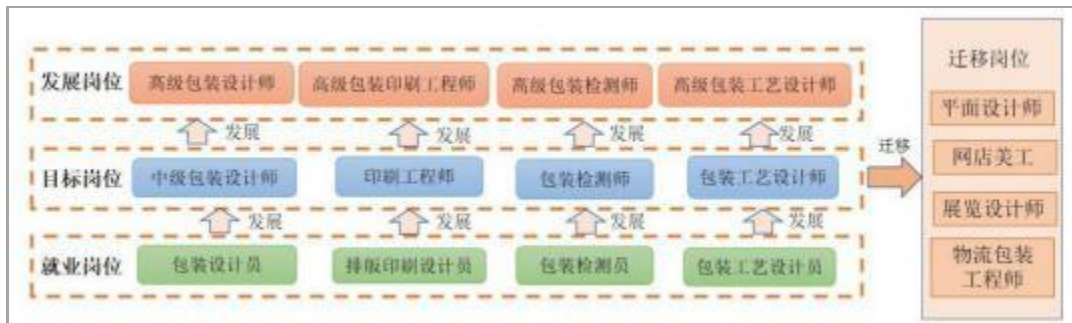 迁移岗位
发展岗位 高级包装设计师 高级包装印刷工程师 高级包装检测师 高级包装工艺设计师
平面设计师
发展 发展 发展 发展
迁移
网店美工
目标岗位 中级包装设计师 印刷工程师 包装检测师 包装工艺设计师
展览设计师
发展 发展 发展 发展
就业岗位 包装设计员 排版印刷设计员 包装检测员 包装工艺设计员
物流包装
工程师